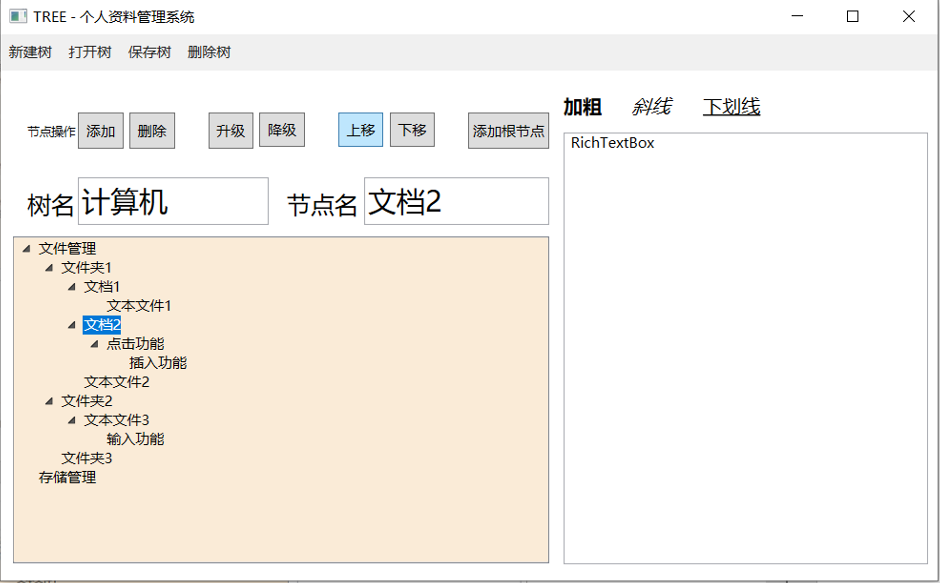 TREE - 个人资料管理系统
新建树 打开树 保存树 删除树
加粗 斜线 下划线
节点操作 添加 删除 升级 降级 上移 下移 添加根节点
RichTextBox
树名 计算机 节点名 文档2
文件管理
文件夹1
文档1
文本文件1
文档2
点击功能
插入功能
文本文件2
文件夹2
文本文件3
输入功能
文件夹3
存储管理